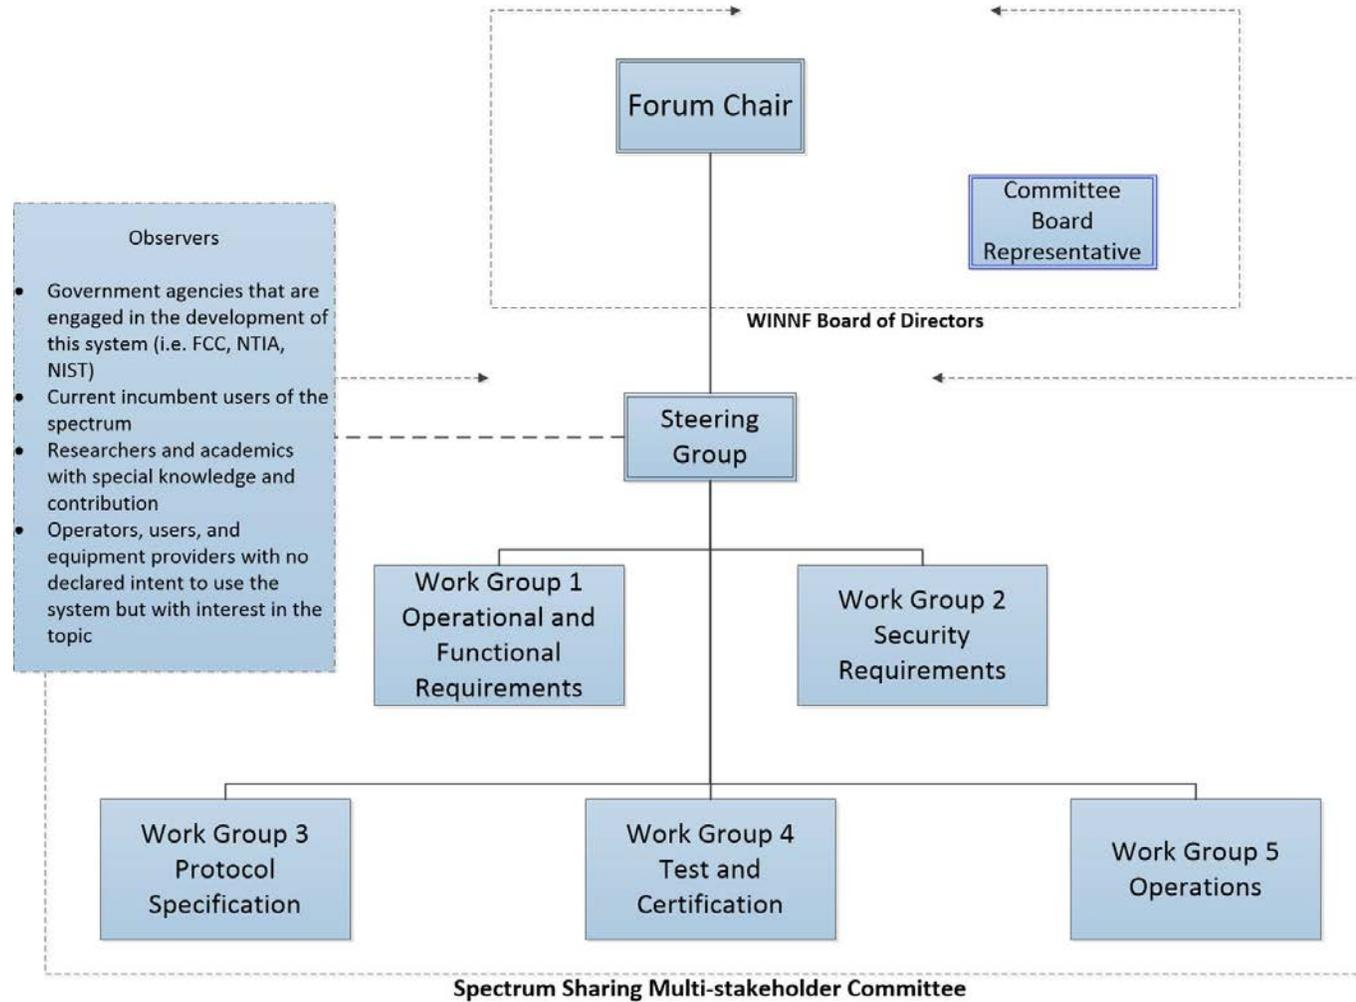 Forum Chair
Committee
Board
Representative
WINNF Board of Directors
Observers
• Government agencies that are
engaged in the development of
this system (i.e. FCC, NTIA,
NIST)
• Current incumbent users of the
spectrum
• Researchers and academics
with special knowledge and
contribution
• Operators, users, and
equipment providers with no
declared intent to use the
system but with interest in the
topic
Steering
Group
Work Group 1
Operational and
Functional
Requirements
Work Group 2
Security
Requirements
Work Group 3
Protocol
Specification
Work Group 4
Test and
Certification
Work Group 5
Operations
Spectrum Sharing Multi-stakeholder Committee